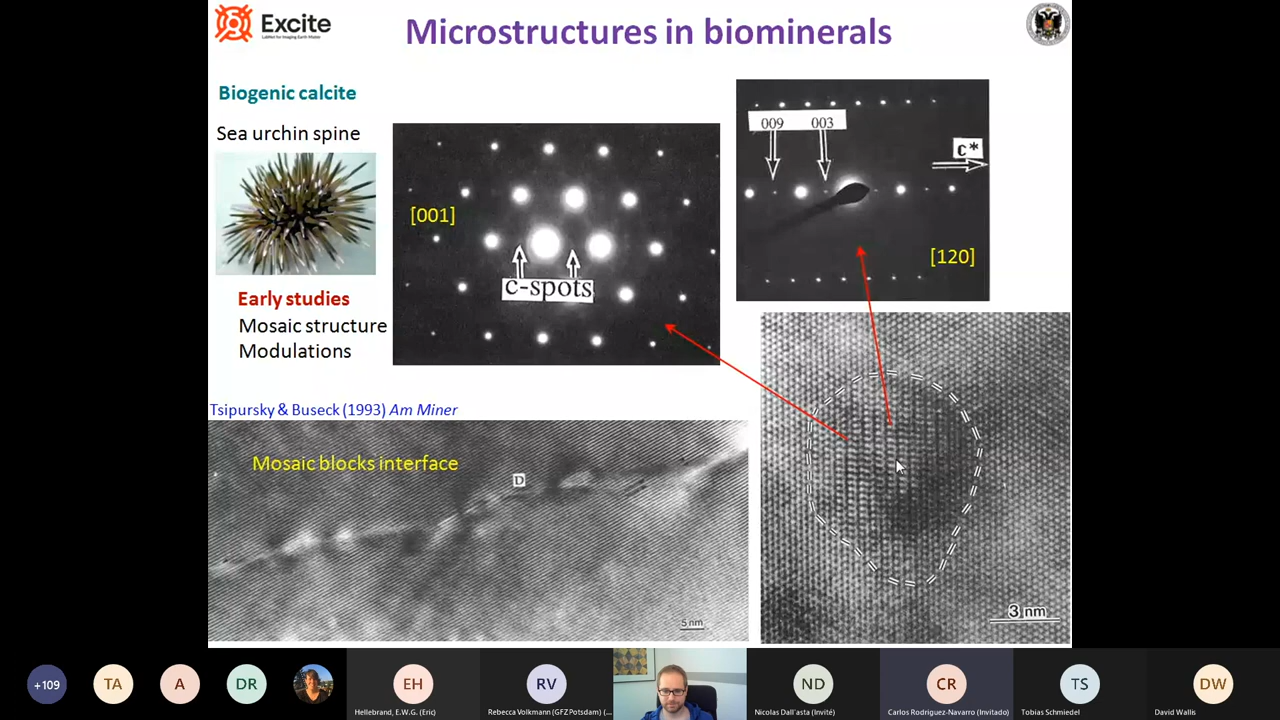 Excite
Microstructures in biominerals
Biogenic calcite
Sea urchin spine
Early studies
Mosaic structure
Modulations
[001]
c-spots
009 003
c*
[120]
Tsipursky & Buseck (1993) Am Miner
Mosaic blocks interface
D
5 nm
3 nm
+109
TA
A
DR
EH
RV
ND
CR
TS
DW
Hellebrand, E.W.G. (Eric)
Rebecca Volkmann (GFZ Potsdam) (...
Nicolas Dall'asta (Invité)
Carlos Rodriguez-Navarro (Invitado)
Tobias Schmiedel
David Wallis